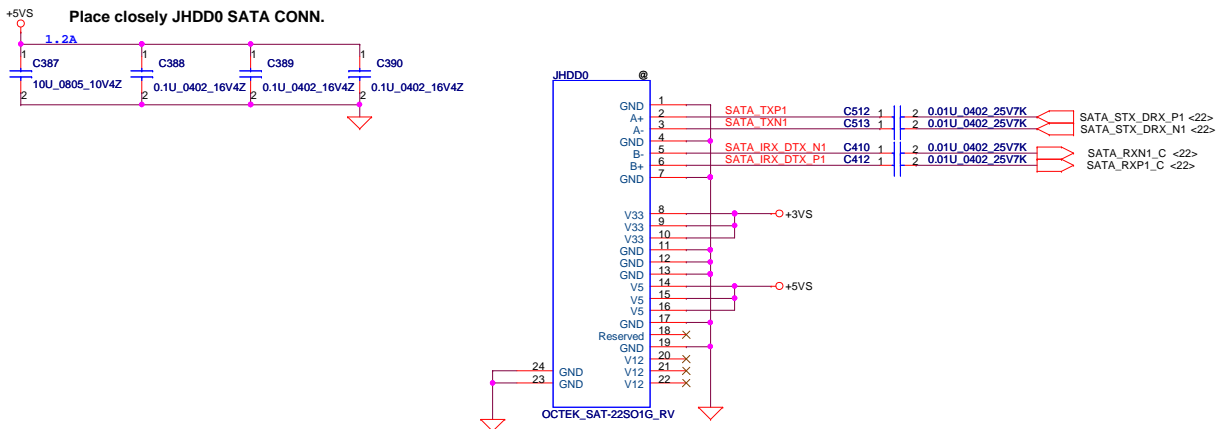 +5VS
Place closely JHDD0 SATA CONN.
1.2A
1
C387
10U_0805_10V4Z
2
1
C388
0.1U_0402_16V4Z
2
1
C389
0.1U_0402_16V4Z
2
1
C390
0.1U_0402_16V4Z
2
JHDD0 @
GND 1
A+ 2 SATA_TXP1 C512 1 2 0.01U_0402_25V7K SATA_STX_DRX_P1 <22>
A- 3 SATA_TXN1 C513 1 2 0.01U_0402_25V7K SATA_STX_DRX_N1 <22>
GND 4
B- 5 SATA_IRX_DTX_N1 C410 1 2 0.01U_0402_25V7K SATA_RXN1_C <22>
B+ 6 SATA_IRX_DTX_P1 C412 1 2 0.01U_0402_25V7K SATA_RXP1_C <22>
GND 7
V33 8 +3VS
V33 9
V33 10
GND 11
GND 12
GND 13
V5 14 +5VS
V5 15
V5 16
GND 17
Reserved 18
GND 19
V12 20
24 GND V12 21
23 GND V12 22
OCTEK_SAT-22SO1G_RV